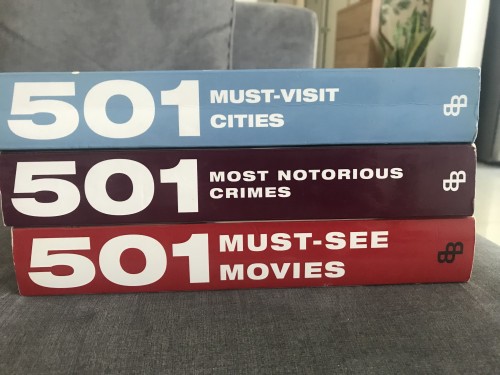 501 MUST-VISIT
CITIES
501 MOST NOTORIOUS
CRIMES
501 MUST-SEE
MOVIES